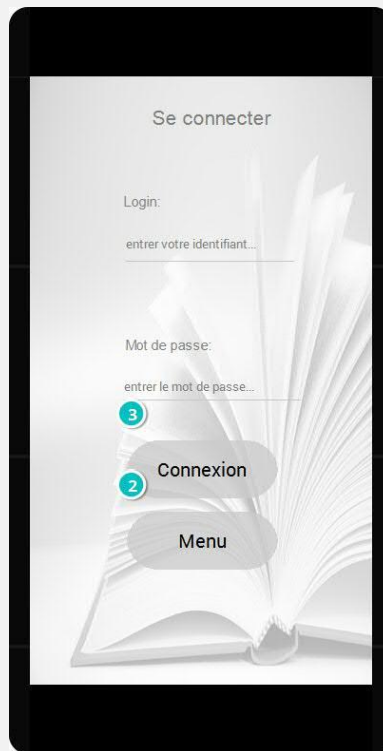 Se connecter
Login:
entrer votre identifiant...
Mot de passe:
entrer le mot de passe...
3
Connexion
2
Menu